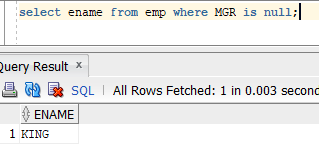 select ename from emp where MGR is null;
Query Result ×
SQL | All Rows Fetched: 1 in 0.003 second
ENAME
1 KING